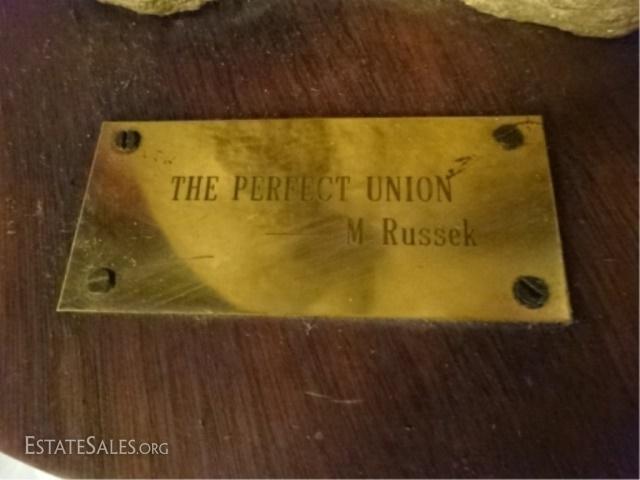 THE PERFECT UNION
M Russek
ESTATESALES.ORG